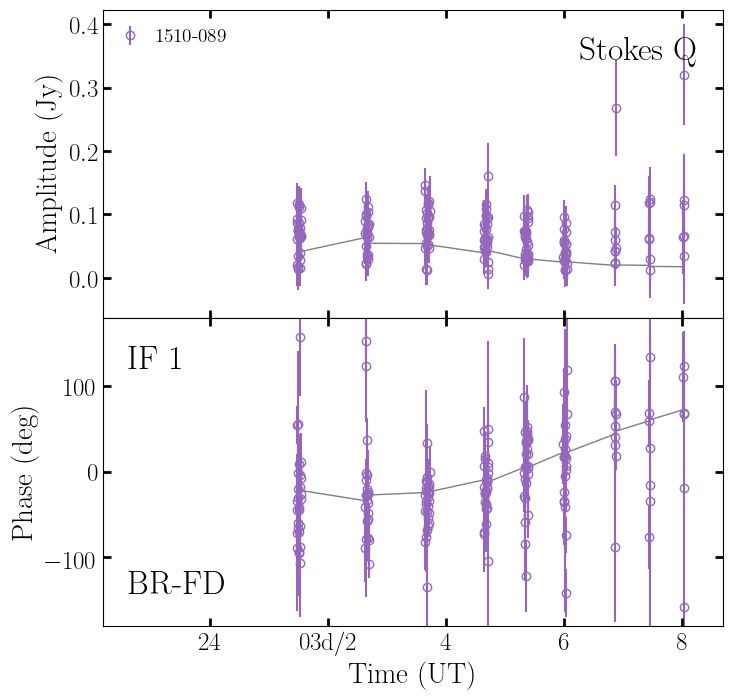 0.4
1510-089
Stokes Q
0.3
Amplitude (Jy)
0.2
0.1
0.0
IF 1
100
Phase (deg)
0
−100
BR-FD
24 03d/2 4 6 8
Time (UT)